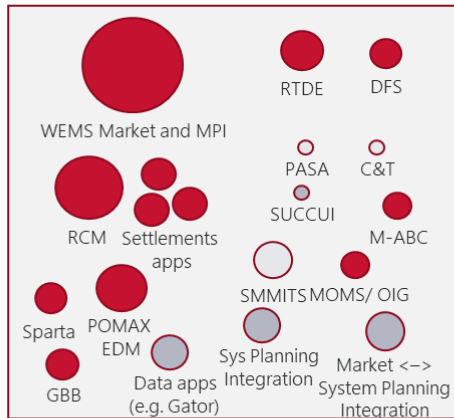 RTDE
DFS
WEMS Market and MPI
PASA
C&T
SUCCUI
RCM
Settlements
apps
M-ABC
SMMITS
MOMS/ OIG
Sparta
POMAX
EDM
GBB
Data apps
(e.g. Gator)
Sys Planning
Integration
Market <–>
System Planning
Integration